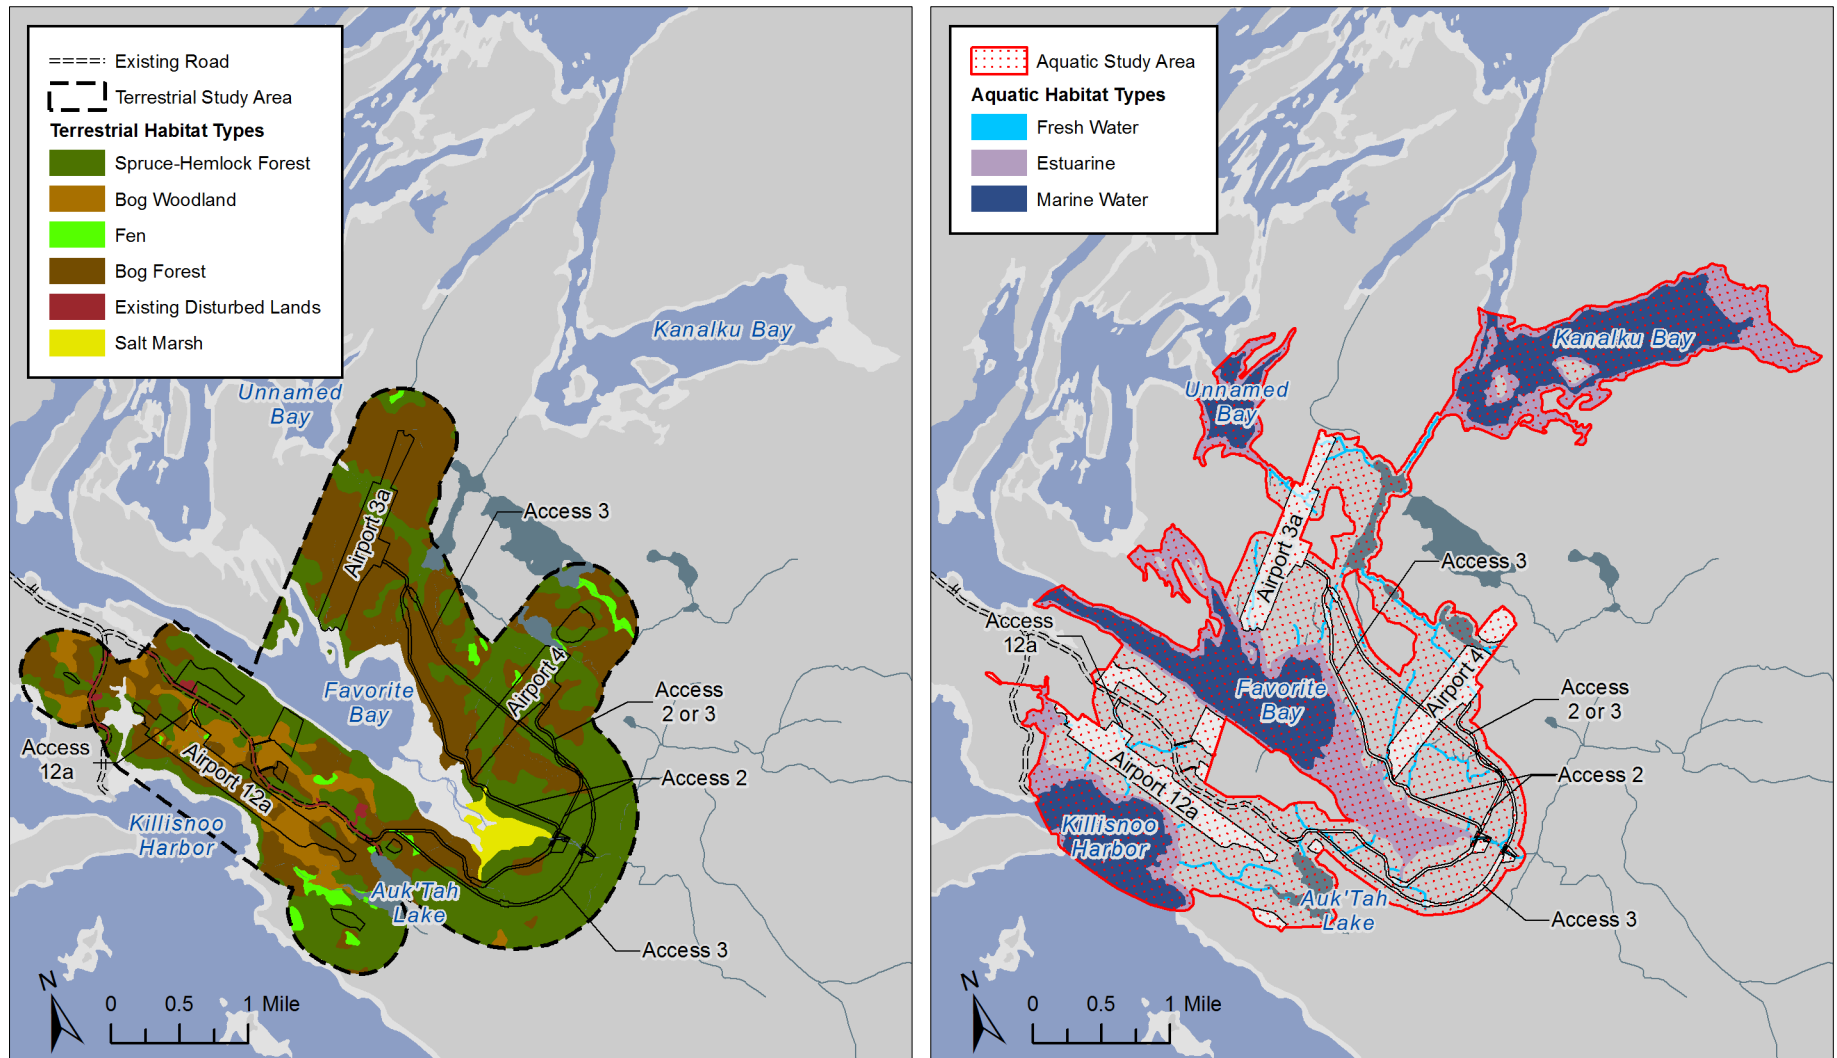 Existing Road
Terrestrial Study Area
Terrestrial Habitat Types
Spruce-Hemlock Forest
Bog Woodland
Fen
Bog Forest
Existing Disturbed Lands
Salt Marsh
Kanalku Bay
Unnamed
Bay
Airport 3a
Access 3
Airport 4
Favorite
Bay
Access
2 or 3
Access
12a
Airport 12a
Access 2
Killisnoo
Harbor
Auk'Tah
Lake
Access 3
N
0 0.5 1 Mile
Aquatic Study Area
Aquatic Habitat Types
Fresh Water
Estuarine
Marine Water
Kanalku Bay
Unnamed
Bay
Airport 3a
Access 3
Access
12a
Airport 4
Favorite
Bay
Access
2 or 3
Airport 12a
Access 2
Killisnoo
Harbor
Auk'Tah
Lake
Access 3
N
0 0.5 1 Mile